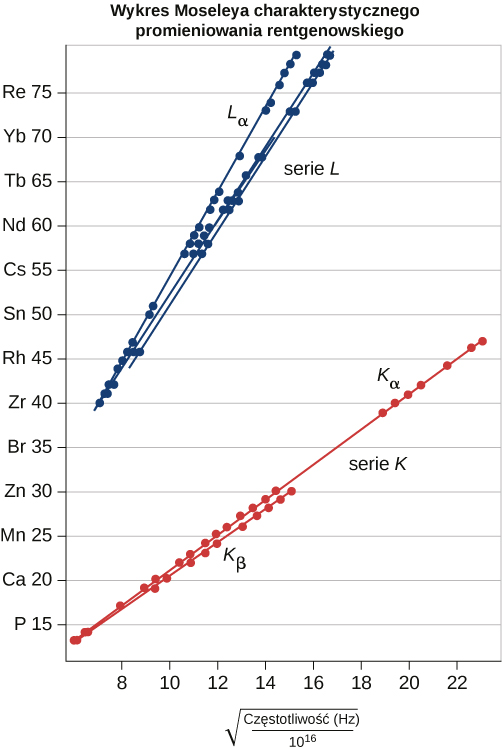 Wykres Moseleya charakterystycznego
promieniowania rentgenowskiego
Re 75
Yb 70
Tb 65
Nd 60
Cs 55
Sn 50
Rh 45
Zr 40
Br 35
Zn 30
Mn 25
Ca 20
P 15
Lα
serie L
Kα
serie K
Kβ
8 10 12 14 16 18 20 22
√ Częstotliwość (Hz)
10¹⁶